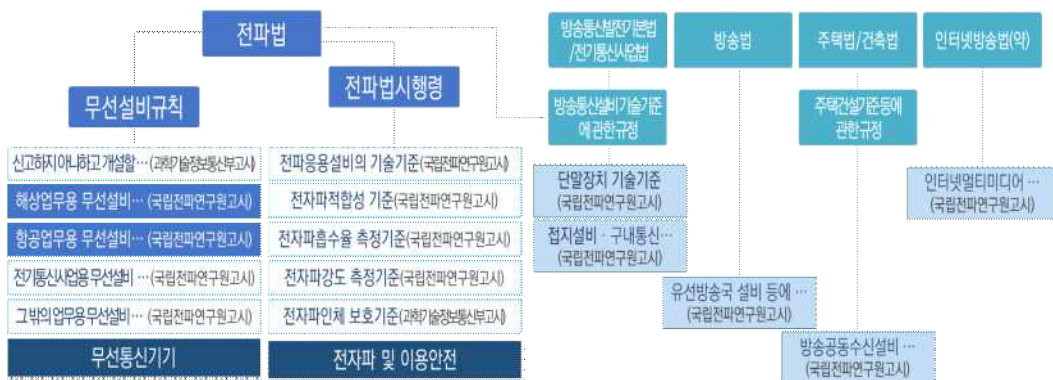 전파법
무선설비규칙
전파법시행령
신고하지아니하고개설할… (과학기술정보통신부고시)
해상업무용 무선설비… (국립전파연구원고시)
항공업무용 무선설비… (국립전파연구원고시)
전기통신사업용무선설비 … (국립전파연구원고시)
그밖의업무용무선설비… (국립전파연구원고시)
무선통신기기
전파응용설비의 기술기준(국립전파연구원고시)
전자파적합성 기준(국립전파연구원고시)
전자파흡수율 측정기준(국립전파연구원고시)
전자파강도 측정기준(국립전파연구원고시)
전자파인체 보호기준(과학기술정보통신부고시)
전자파 및 이용안전
방송통신발전기본법
/전기통신사업법
방송통신설비기술기준
에관한규정
단말장치 기술기준
(국립전파연구원고시)
접지설비 · 구내통신…
(국립전파연구원고시)
방송법
유선방송국 설비 등에 …
(국립전파연구원고시)
주택법/건축법
주택건설기준등에
관한규정
방송공동수신설비 …
(국립전파연구원고시)
인터넷방송법(약)
인터넷멀티미디어 …
(국립전파연구원고시)